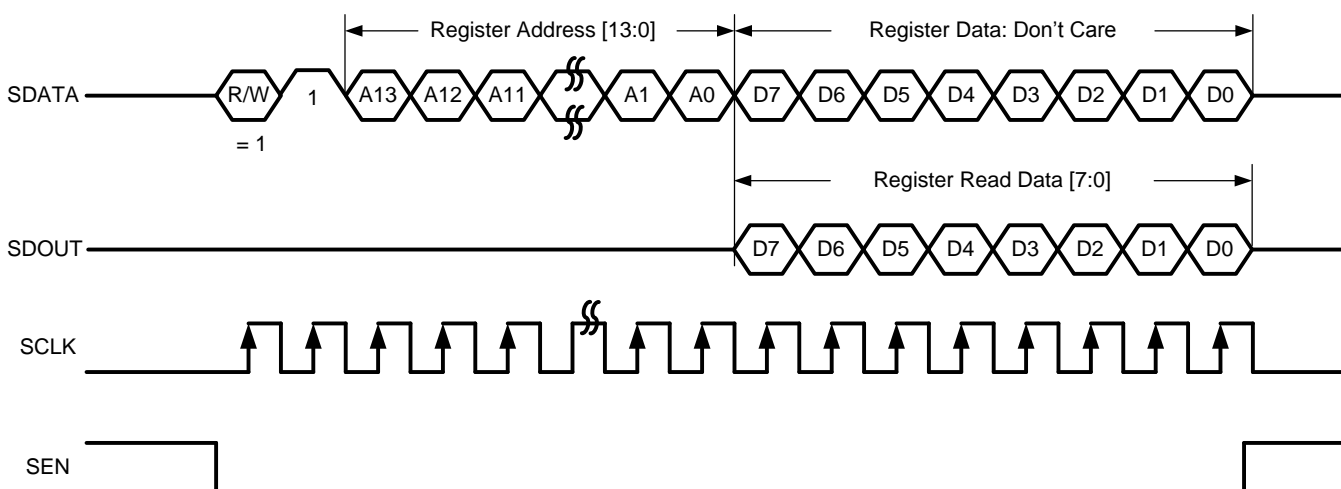 Register Address [13:0] Register Data: Don't Care
SDATA R/W 1 A13 A12 A11 A1 A0 D7 D6 D5 D4 D3 D2 D1 D0
= 1
Register Read Data [7:0]
SDOUT D7 D6 D5 D4 D3 D2 D1 D0
SCLK
SEN